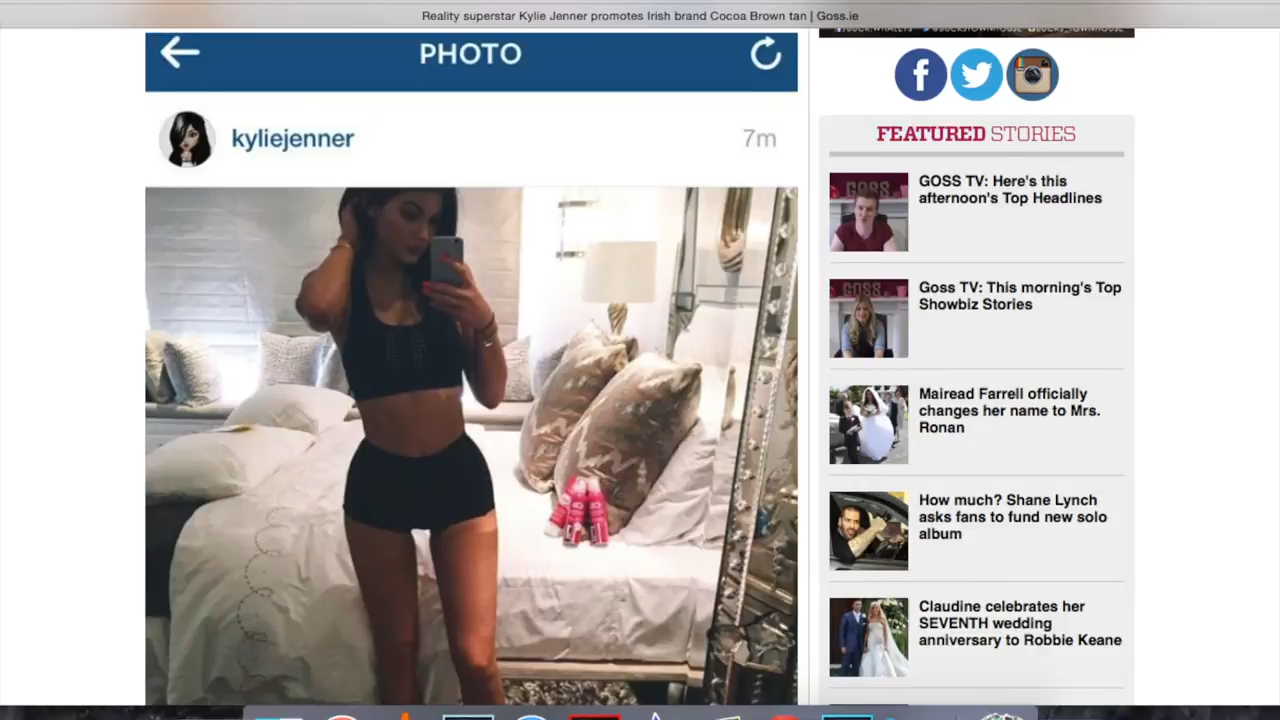 Reality superstar Kylie Jenner promotes Irish brand Cocoa Brown tan | Goss.ie
PHOTO
kyliejenner
7m
FEATURED STORIES
GOSS TV: Here's this
afternoon's Top Headlines
Goss TV: This morning's Top
Showbiz Stories
Mairead Farrell officially
changes her name to Mrs.
Ronan
How much? Shane Lynch
asks fans to fund new solo
album
Claudine celebrates her
SEVENTH wedding
anniversary to Robbie Keane